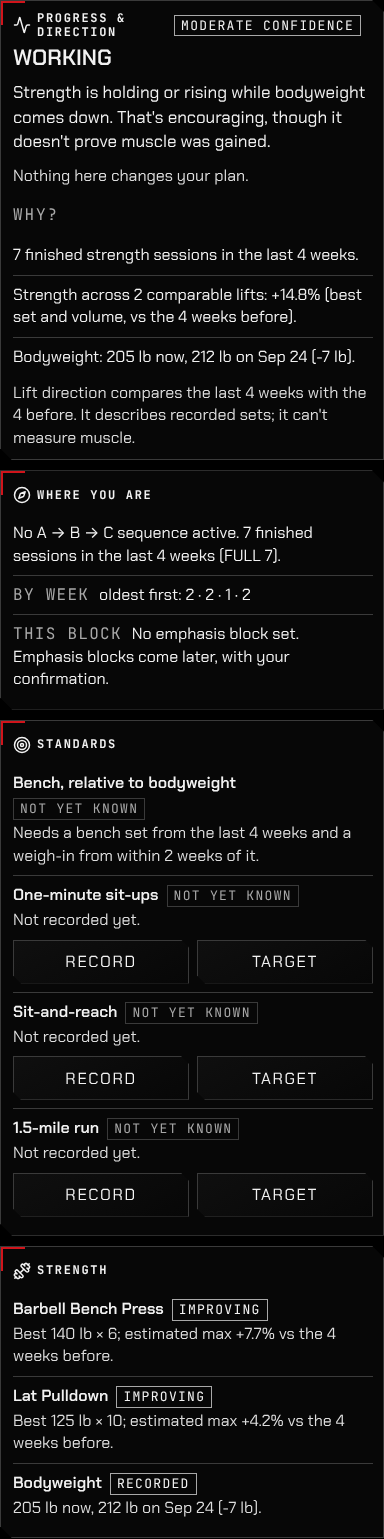 PROGRESS &
DIRECTION
MODERATE CONFIDENCE
WORKING
Strength is holding or rising while bodyweight
comes down. That's encouraging, though it
doesn't prove muscle was gained.
Nothing here changes your plan.
WHY?
7 finished strength sessions in the last 4 weeks.
Strength across 2 comparable lifts: +14.8% (best
set and volume, vs the 4 weeks before).
Bodyweight: 205 lb now, 212 lb on Sep 24 (-7 lb).
Lift direction compares the last 4 weeks with the
4 before. It describes recorded sets; it can't
measure muscle.
WHERE YOU ARE
No A → B → C sequence active. 7 finished
sessions in the last 4 weeks (FULL 7).
BY WEEK oldest first: 2 · 2 · 1 · 2
THIS BLOCK No emphasis block set.
Emphasis blocks come later, with your
confirmation.
STANDARDS
Bench, relative to bodyweight
NOT YET KNOWN
Needs a bench set from the last 4 weeks and a
weigh-in from within 2 weeks of it.
One-minute sit-ups NOT YET KNOWN
Not recorded yet.
RECORD TARGET
Sit-and-reach NOT YET KNOWN
Not recorded yet.
RECORD TARGET
1.5-mile run NOT YET KNOWN
Not recorded yet.
RECORD TARGET
STRENGTH
Barbell Bench Press IMPROVING
Best 140 lb × 6; estimated max +7.7% vs the 4
weeks before.
Lat Pulldown IMPROVING
Best 125 lb × 10; estimated max +4.2% vs the 4
weeks before.
Bodyweight RECORDED
205 lb now, 212 lb on Sep 24 (-7 lb).